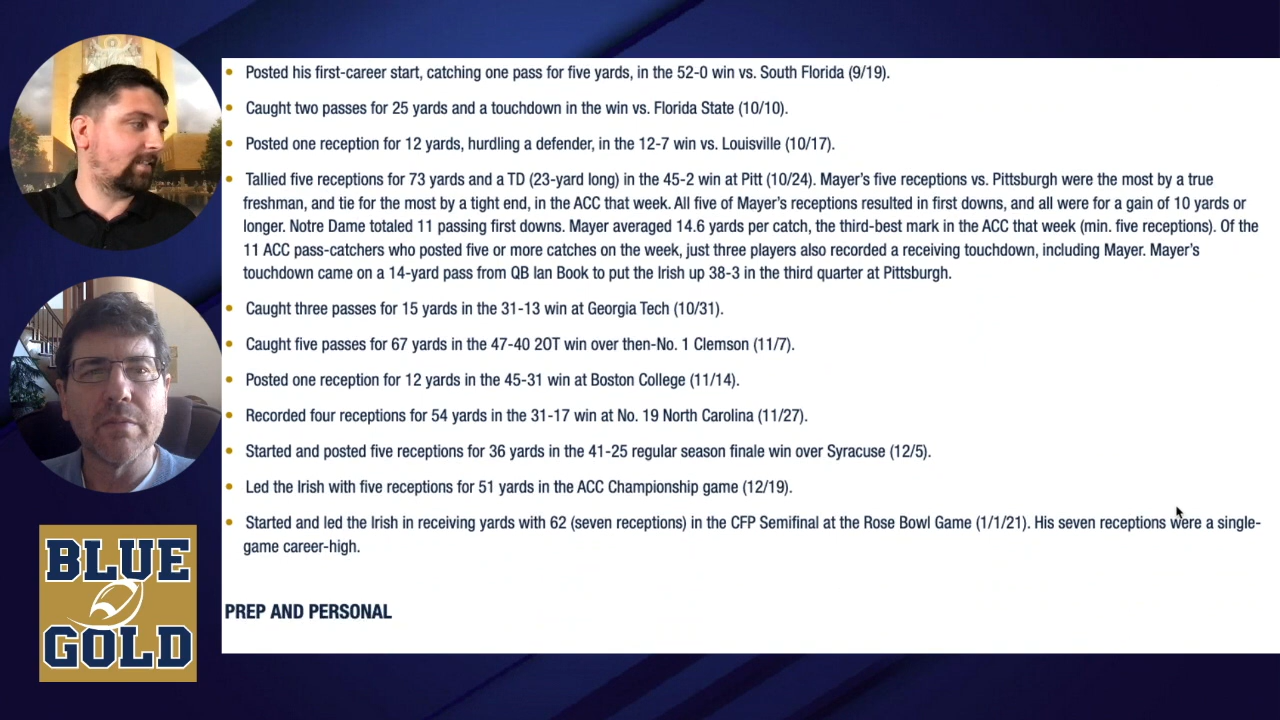 Posted his first-career start, catching one pass for five yards, in the 52-0 win vs. South Florida (9/19).
Caught two passes for 25 yards and a touchdown in the win vs. Florida State (10/10).
Posted one reception for 12 yards, hurdling a defender, in the 12-7 win vs. Louisville (10/17).
Tallied five receptions for 73 yards and a TD (23-yard long) in the 45-2 win at Pitt (10/24). Mayer's five receptions vs. Pittsburgh were the most by a true
freshman, and tie for the most by a tight end, in the ACC that week. All five of Mayer's receptions resulted in first downs, and all were for a gain of 10 yards or
longer. Notre Dame totaled 11 passing first downs. Mayer averaged 14.6 yards per catch, the third-best mark in the ACC that week (min. five receptions). Of the
11 ACC pass-catchers who posted five or more catches on the week, just three players also recorded a receiving touchdown, including Mayer. Mayer's
touchdown came on a 14-yard pass from QB Ian Book to put the Irish up 38-3 in the third quarter at Pittsburgh.
Caught three passes for 15 yards in the 31-13 win at Georgia Tech (10/31).
Caught five passes for 67 yards in the 47-40 2OT win over then-No. 1 Clemson (11/7).
Posted one reception for 12 yards in the 45-31 win at Boston College (11/14).
Recorded four receptions for 54 yards in the 31-17 win at No. 19 North Carolina (11/27).
Started and posted five receptions for 36 yards in the 41-25 regular season finale win over Syracuse (12/5).
Led the Irish with five receptions for 51 yards in the ACC Championship game (12/19).
Started and led the Irish in receiving yards with 62 (seven receptions) in the CFP Semifinal at the Rose Bowl Game (1/1/21). His seven receptions were a single-
game career-high.
PREP AND PERSONAL
BLUE
GOLD